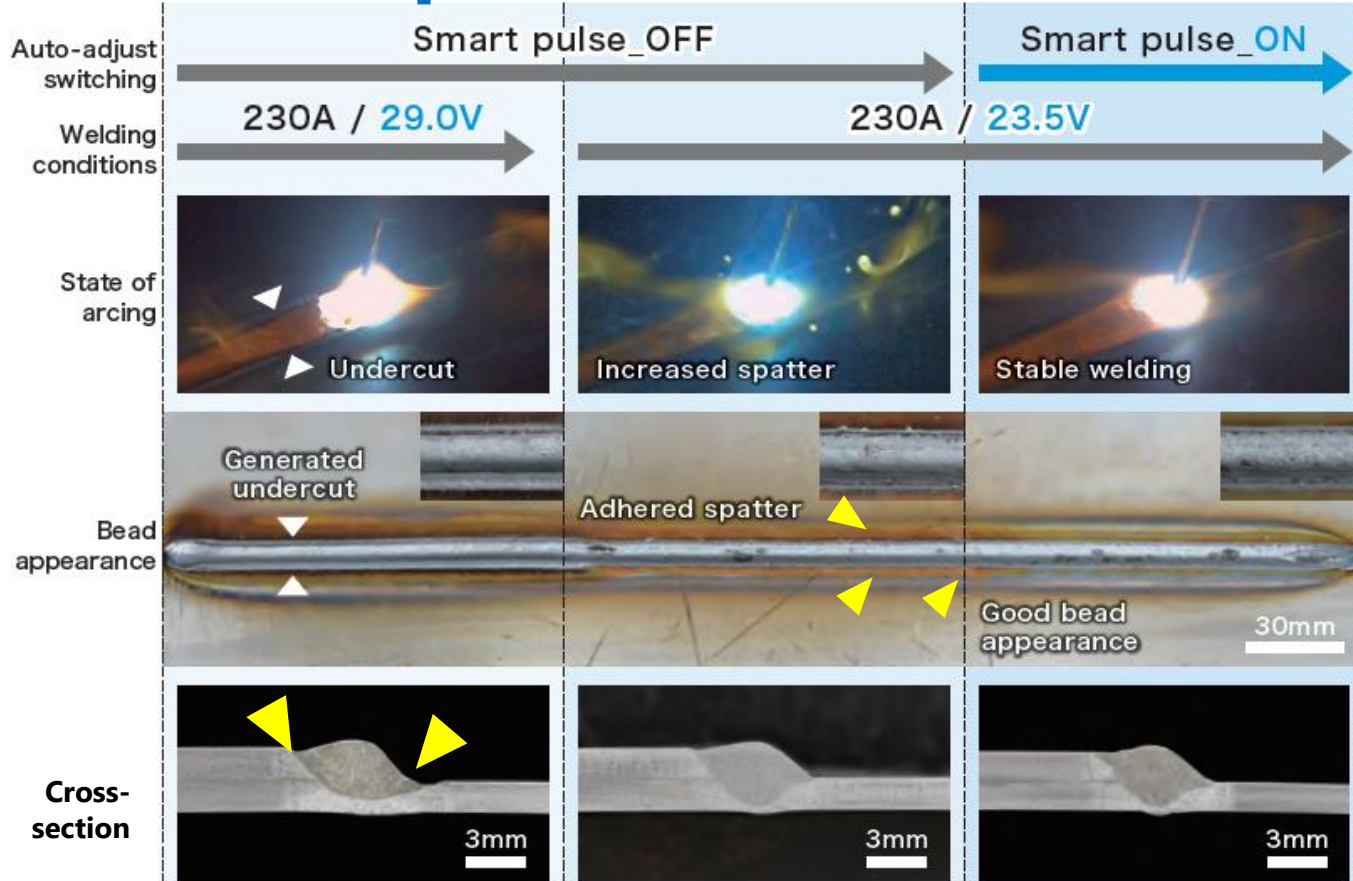 Auto-adjust
switching
Smart pulse_OFF
Smart pulse_ON
Welding
conditions
230A / 29.0V
230A / 23.5V
State of
arcing
Undercut
Increased spatter
Stable welding
Bead
appearance
Generated
undercut
Adhered spatter
Good bead
appearance
30mm
Cross-
section
3mm
3mm
3mm